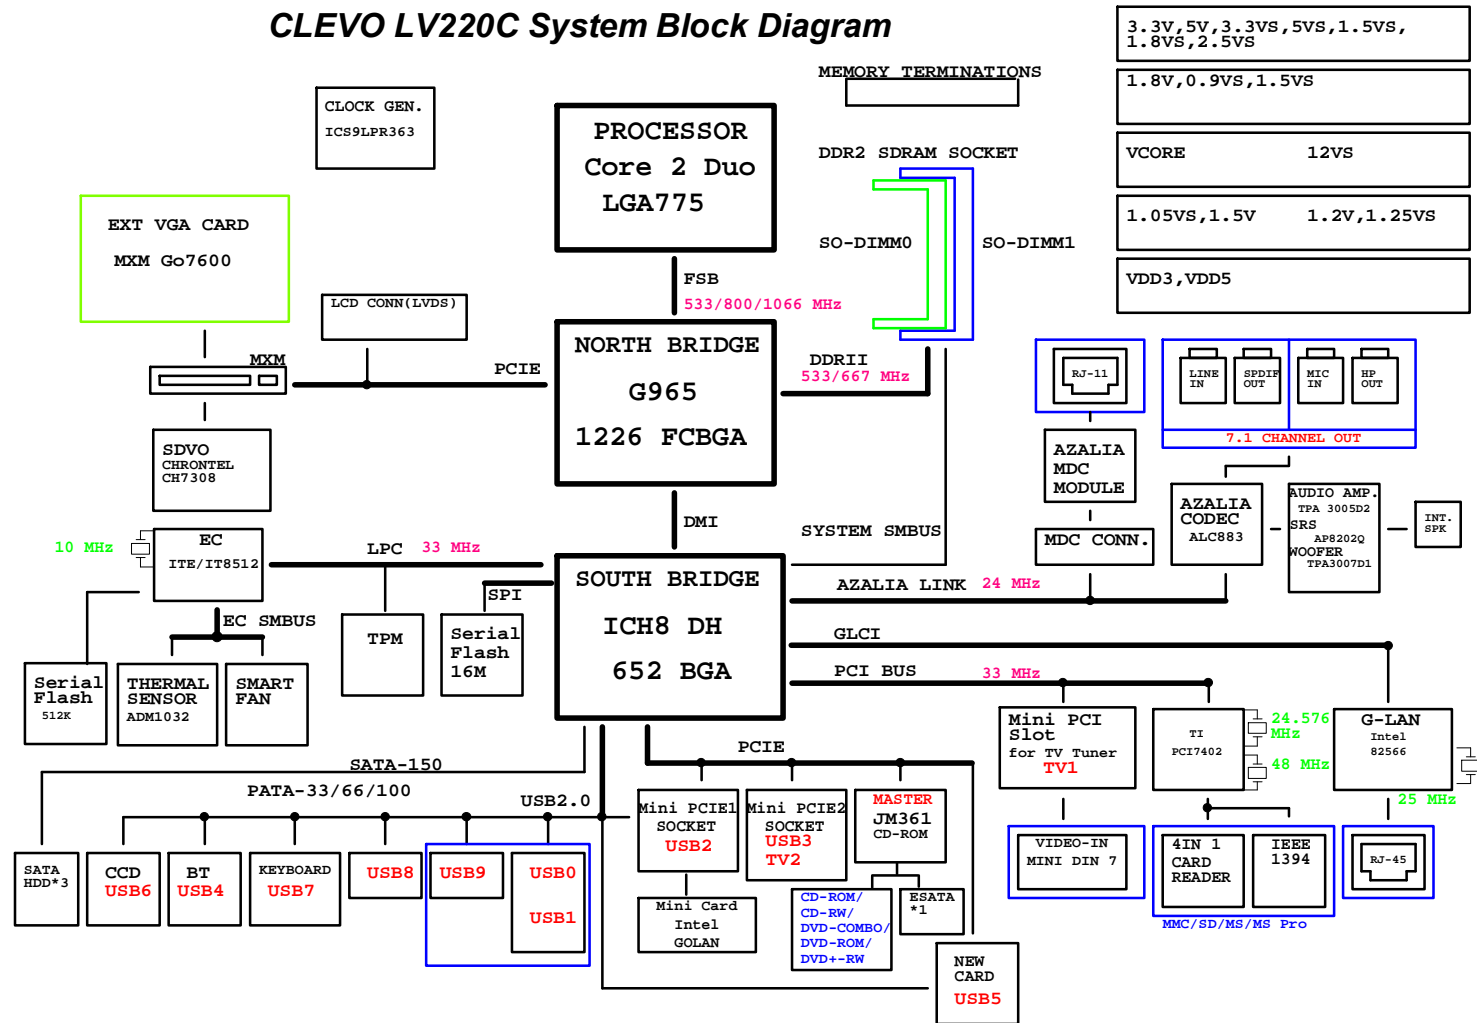 CLEVO LV220C System Block Diagram
3.3V,5V,3.3VS,5VS,1.5VS,
1.8VS,2.5VS
1.8V,0.9VS,1.5VS
VCORE 12VS
1.05VS,1.5V 1.2V,1.25VS
VDD3,VDD5
MEMORY TERMINATIONS
CLOCK GEN.
ICS9LPR363
PROCESSOR
Core 2 Duo
LGA775
DDR2 SDRAM SOCKET
SO-DIMM0
SO-DIMM1
EXT VGA CARD
MXM Go7600
FSB
533/800/1066 MHz
LCD CONN(LVDS)
MXM
PCIE
NORTH BRIDGE
G965
1226 FCBGA
DDRII
533/667 MHz
RJ-11
LINE
IN
SPDIF
OUT
MIC
IN
HP
OUT
7.1 CHANNEL OUT
SDVO
CHRONTEL
CH7308
AZALIA
MDC
MODULE
MDC CONN.
AZALIA
CODEC
ALC883
AUDIO AMP.
TPA 3005D2
SRS
AP8202Q
WOOFER
TPA3007D1
INT.
SPK
DMI
SYSTEM SMBUS
10 MHz
EC
ITE/IT8512
LPC 33 MHz
SPI
SOUTH BRIDGE
ICH8 DH
652 BGA
AZALIA LINK 24 MHz
GLCI
PCI BUS 33 MHz
EC SMBUS
TPM
Serial
Flash
16M
Serial
Flash
512K
THERMAL
SENSOR
ADM1032
SMART
FAN
Mini PCI
Slot
for TV Tuner
TV1
TI
PCI7402
24.576
MHz
48 MHz
G-LAN
Intel
82566
25 MHz
PCIE
SATA-150
PATA-33/66/100
USB2.0
Mini PCIE1
SOCKET
USB2
Mini PCIE2
SOCKET
USB3
TV2
MASTER
JM361
CD-ROM
SATA
HDD*3
CCD
USB6
BT
USB4
KEYBOARD
USB7
USB8
USB9
USB0
USB1
Mini Card
Intel
GOLAN
CD-ROM/
CD-RW/
DVD-COMBO/
DVD-ROM/
DVD+-RW
ESATA
*1
NEW
CARD
USB5
VIDEO-IN
MINI DIN 7
4IN 1
CARD
READER
IEEE
1394
MMC/SD/MS/MS Pro
RJ-45